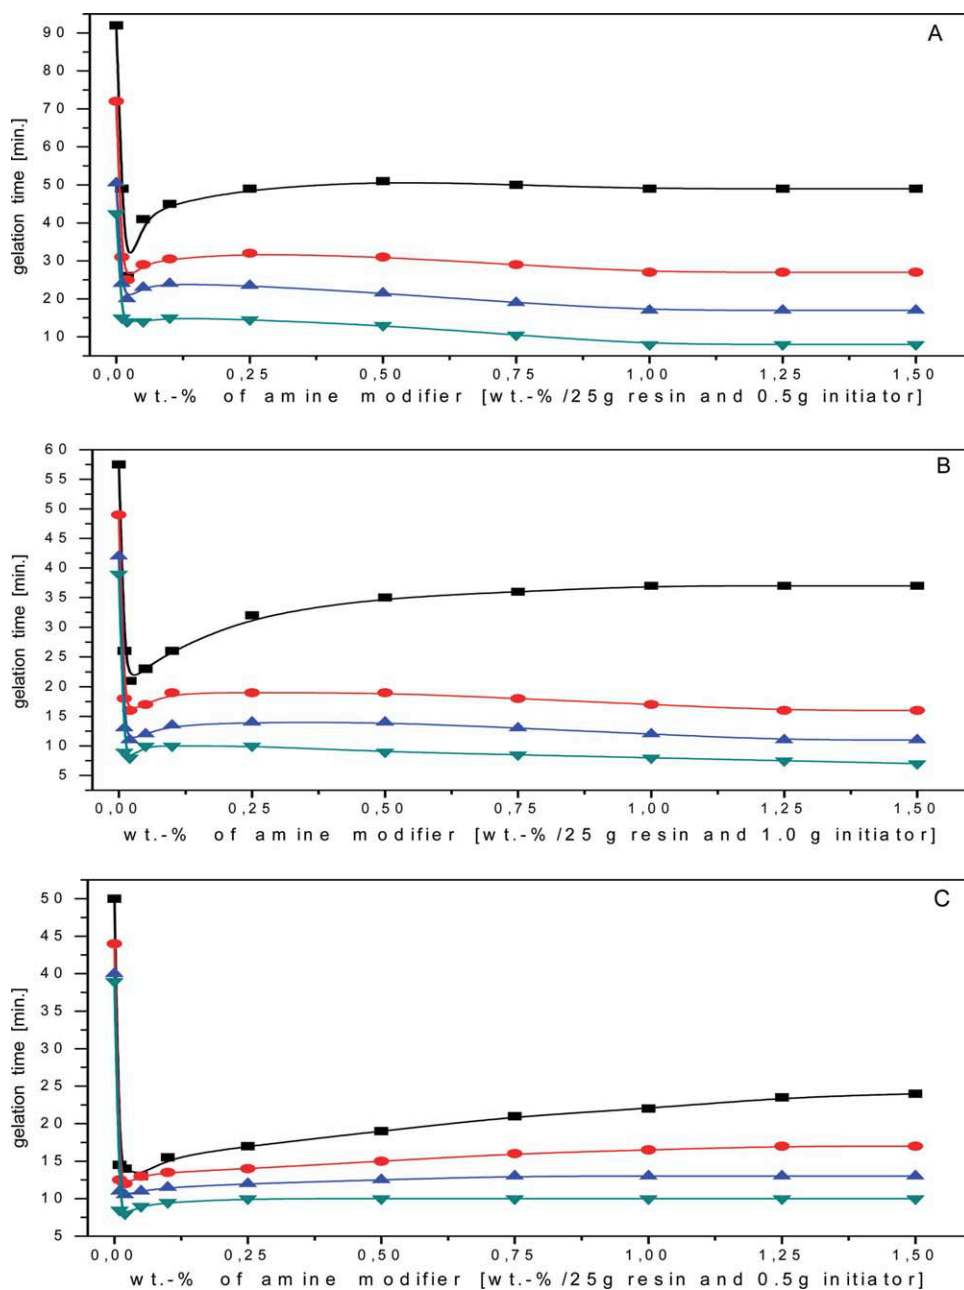 A
90
80
70
60
50
40
30
20
10
gelation time [min.]
0,00 0,25 0,50 0,75 1,00 1,25 1,50
wt.-% of amine modifier [wt.-% /25g resin and 0.5g initiator]
B
60
55
50
45
40
35
30
25
20
15
10
5
gelation time [min.]
0,00 0,25 0,50 0,75 1,00 1,25 1,50
wt.-% of amine modifier [wt.-% /25 g resin and 1.0 g initiator]
C
50
45
40
35
30
25
20
15
10
5
gelation time [min.]
0,00 0,25 0,50 0,75 1,00 1,25 1,50
wt.-% of amine modifier [wt.-% /25g resin and 0.5g initiator]